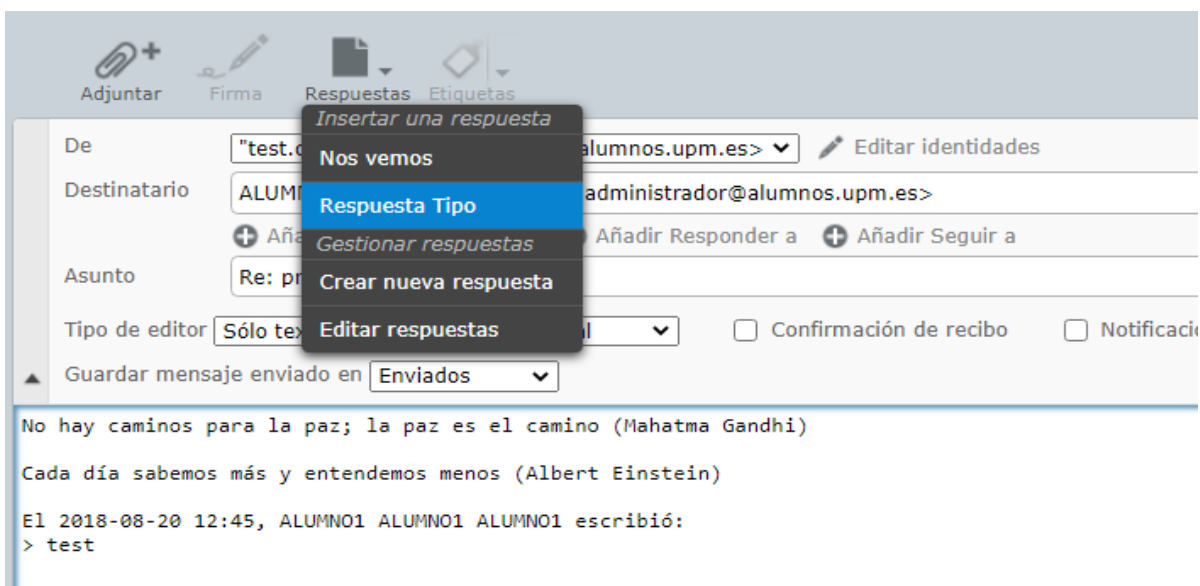 Adjuntar Firma Respuestas Etiquetas
Insertar una respuesta
Nos vemos
Respuesta Tipo
Gestionar respuestas
Crear nueva respuesta
Editar respuestas
De "test. alumnos.upm.es> Editar identidades
Destinatario administrador@alumnos.upm.es>
Añadir Responder a Añadir Seguir a
Asunto Re:
Tipo de editor Sólo Confirmación de recibo
Guardar mensaje enviado en Enviados
No hay caminos para la paz; la paz es el camino (Mahatma Gandhi)
Cada día sabemos más y entendemos menos (Albert Einstein)
El 2018-08-20 12:45, ALUMNO1 ALUMNO1 ALUMNO1 escribió:
> test